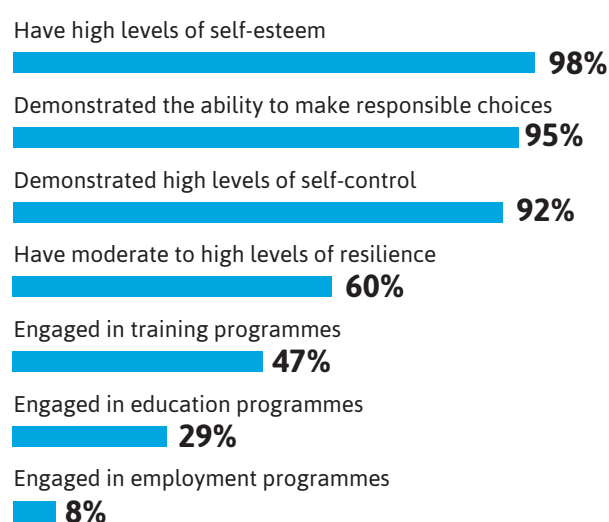 Have high levels of self-esteem
98%
Demonstrated the ability to make responsible choices
95%
Demonstrated high levels of self-control
92%
Have moderate to high levels of resilience
60%
Engaged in training programmes
47%
Engaged in education programmes
29%
Engaged in employment programmes
8%